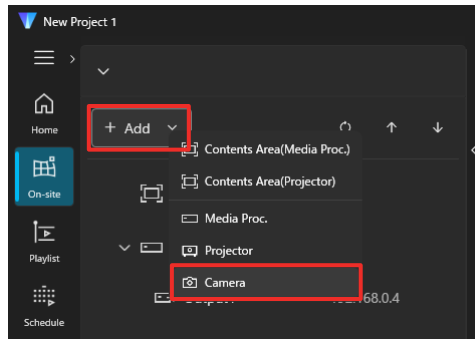 New Project 1
Home
On-site
Playlist
Schedule
+ Add
Contents Area(Media Proc.)
Contents Area(Projector)
Media Proc.
Projector
Camera